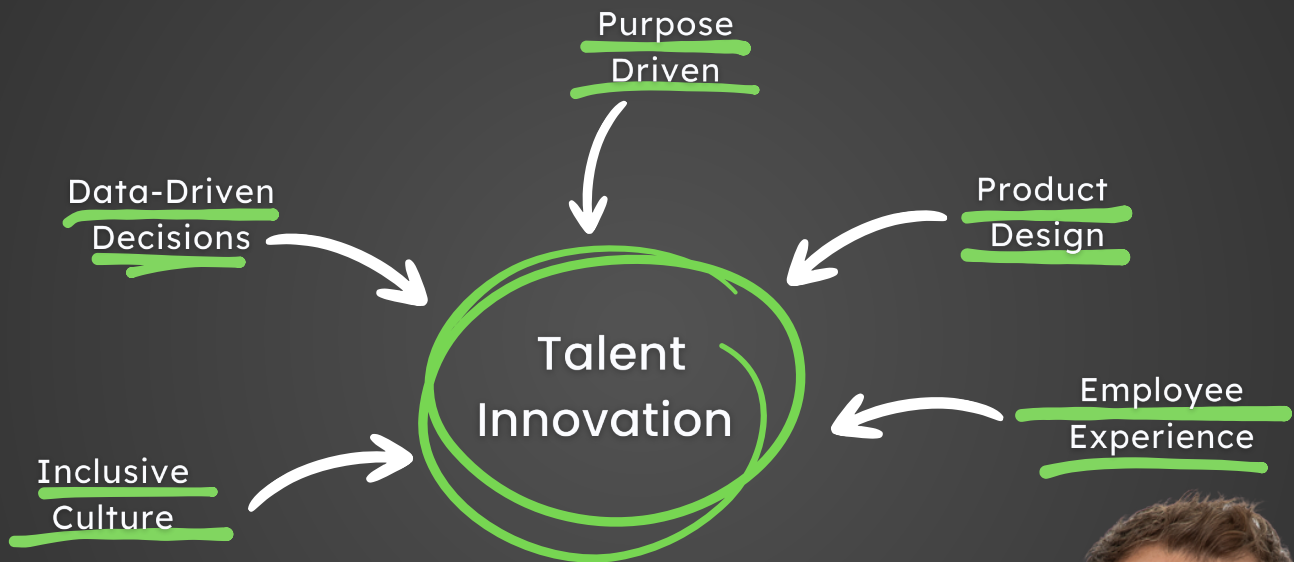 Purpose
Driven
Data-Driven
Decisions
Product
Design
Talent
Innovation
Employee
Experience
Inclusive
Culture